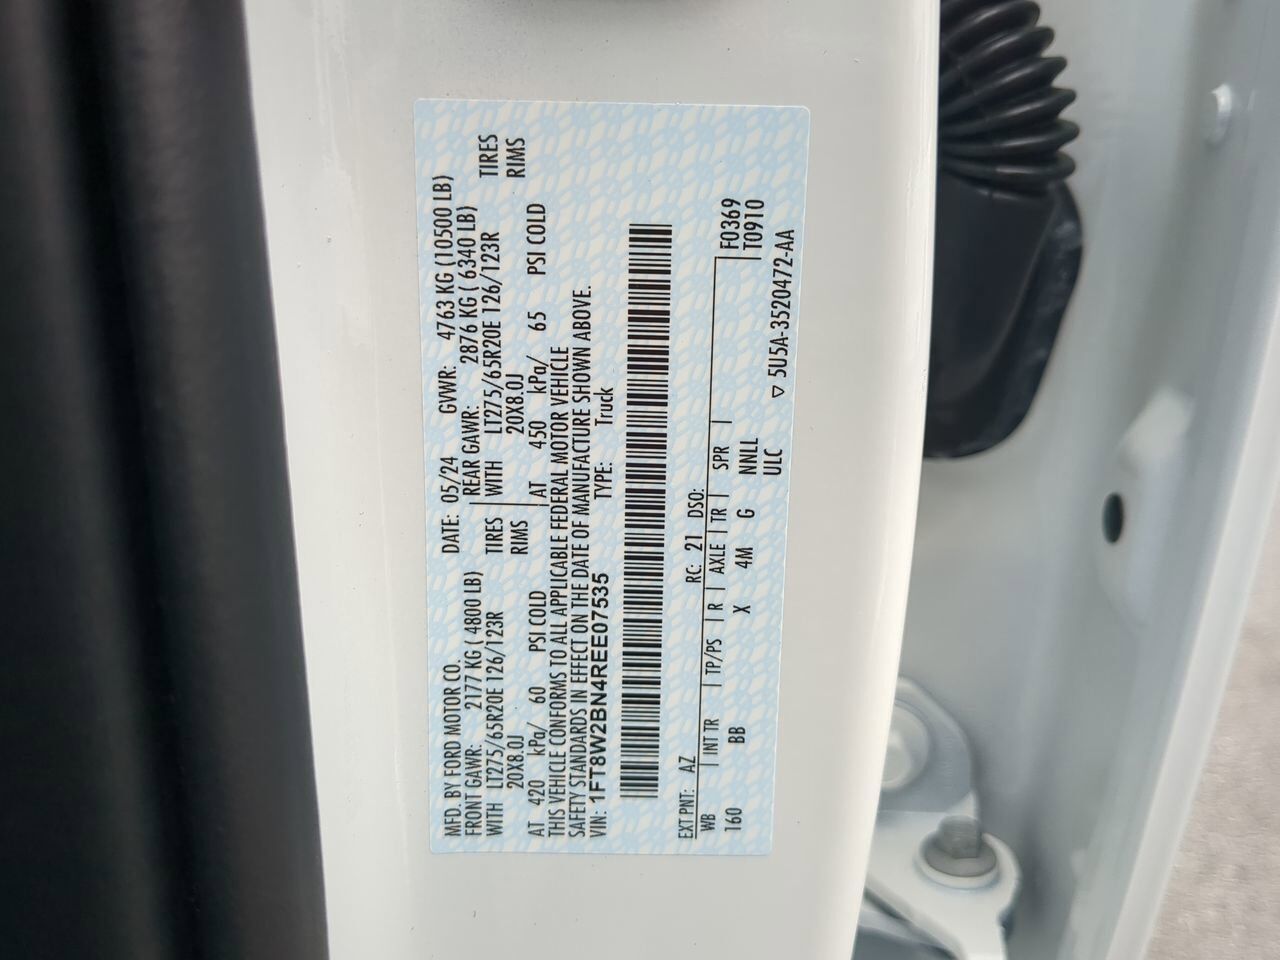 MFD. BY FORD MOTOR CO. DATE: 05/24 GVWR: 4763 KG (10500 LB)
FRONT GAWR: 2177 KG ( 4800 LB) REAR GAWR: 2876 KG ( 6340 LB)
WITH LT275/65R20E 126/123R TIRES WITH LT275/65R20E 126/123R TIRES
20X8.0J RIMS 20X8.0J RIMS
AT 420 kPa/ 60 PSI COLD AT 450 kPa/ 65 PSI COLD
THIS VEHICLE CONFORMS TO ALL APPLICABLE FEDERAL MOTOR VEHICLE
SAFETY STANDARDS IN EFFECT ON THE DATE OF MANUFACTURE SHOWN ABOVE.
VIN: 1FT8W2BN4REE07535 TYPE: Truck
EXT PNT: AZ RC: 21 DSO:
WB INT TR TP/PS R AXLE TR SPR F0369
160 BB X 4M G NNLL T0910
ULC
▽ 5U5A-3520472-AA